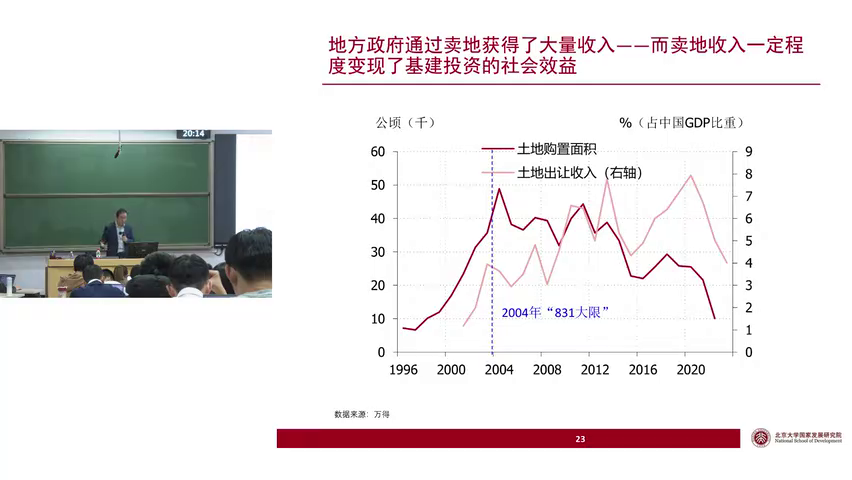 地方政府通过卖地获得了大量收入——而卖地收入一定程
度变现了基建投资的社会效益
20:14
公顷（千）
%（占中国GDP比重）
土地购置面积
土地出让收入（右轴）
60
50
40
30
20
10
0
9
8
7
6
5
4
3
2
1
0
2004年“831大限”
1996 2000 2004 2008 2012 2016 2020
数据来源：万得
23
北京大学国家发展研究院
National School of Development